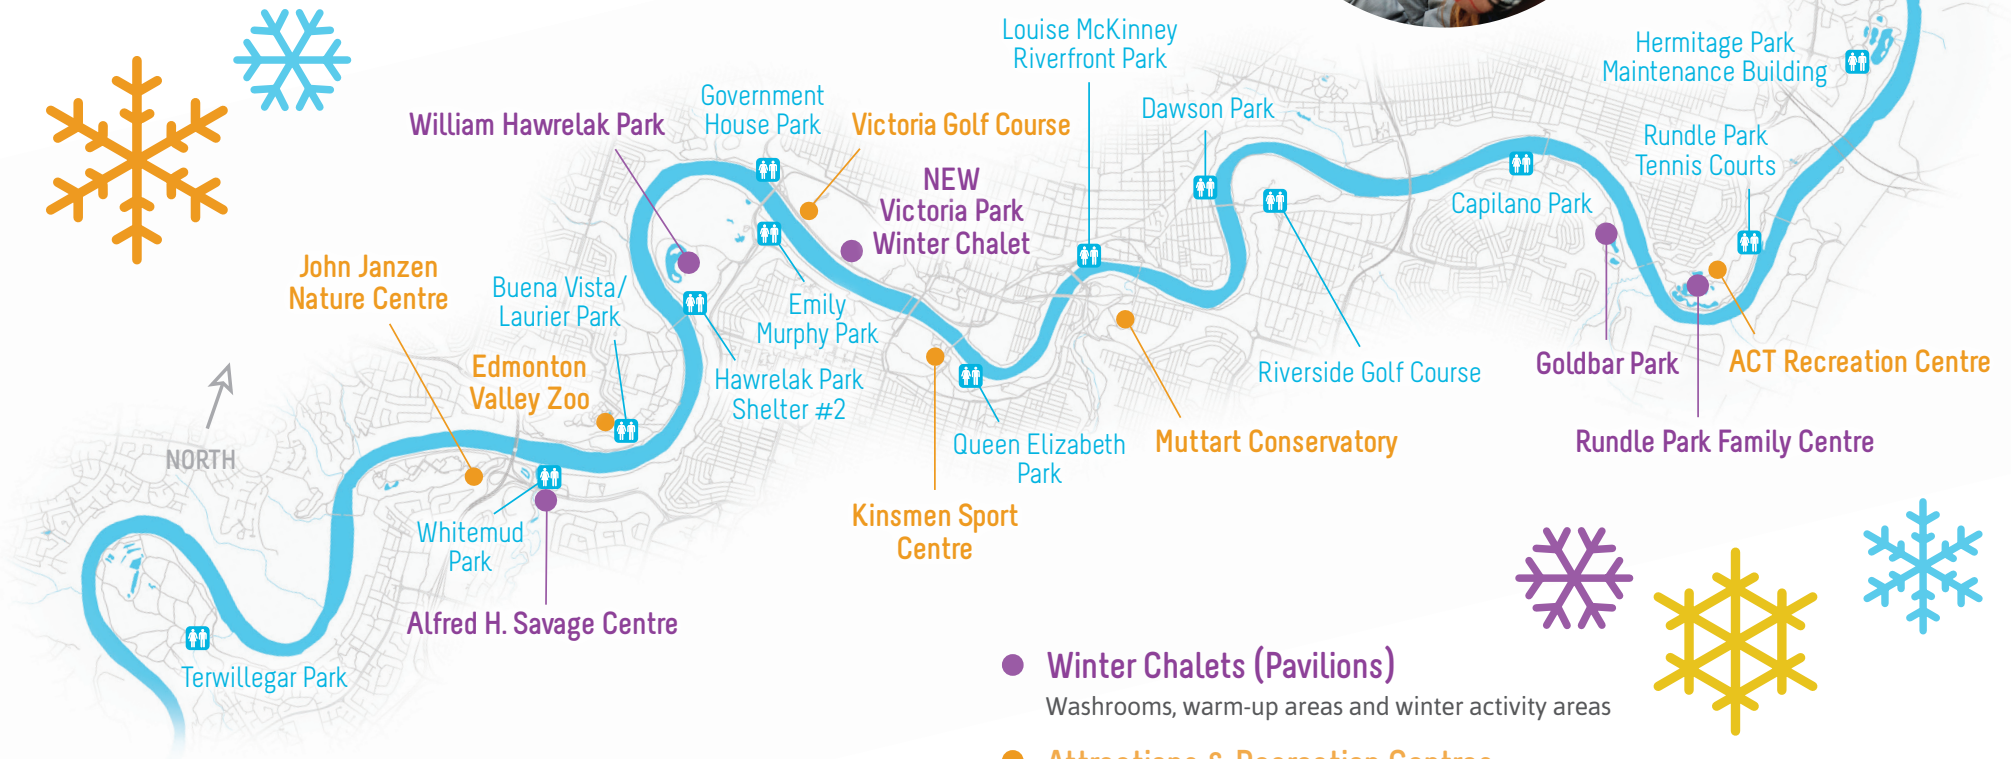 Louise McKinney
Riverfront Park
Hermitage Park
Maintenance Building
Government
House Park
William Hawrelak Park
Victoria Golf Course
Dawson Park
Rundle Park
Tennis Courts
NEW
Victoria Park
Winter Chalet
Capilano Park
John Janzen
Nature Centre
Buena Vista/
Laurier Park
Emily
Murphy Park
Edmonton
Valley Zoo
Hawrelak Park
Shelter #2
Riverside Golf Course
Goldbar Park
ACT Recreation Centre
NORTH
Queen Elizabeth
Park
Muttart Conservatory
Rundle Park Family Centre
Kinsmen Sport
Centre
Whitemud
Park
Alfred H. Savage Centre
Terwillegar Park
Winter Chalets (Pavilions)
Washrooms, warm-up areas and winter activity areas
Attractions & Recreation Centres